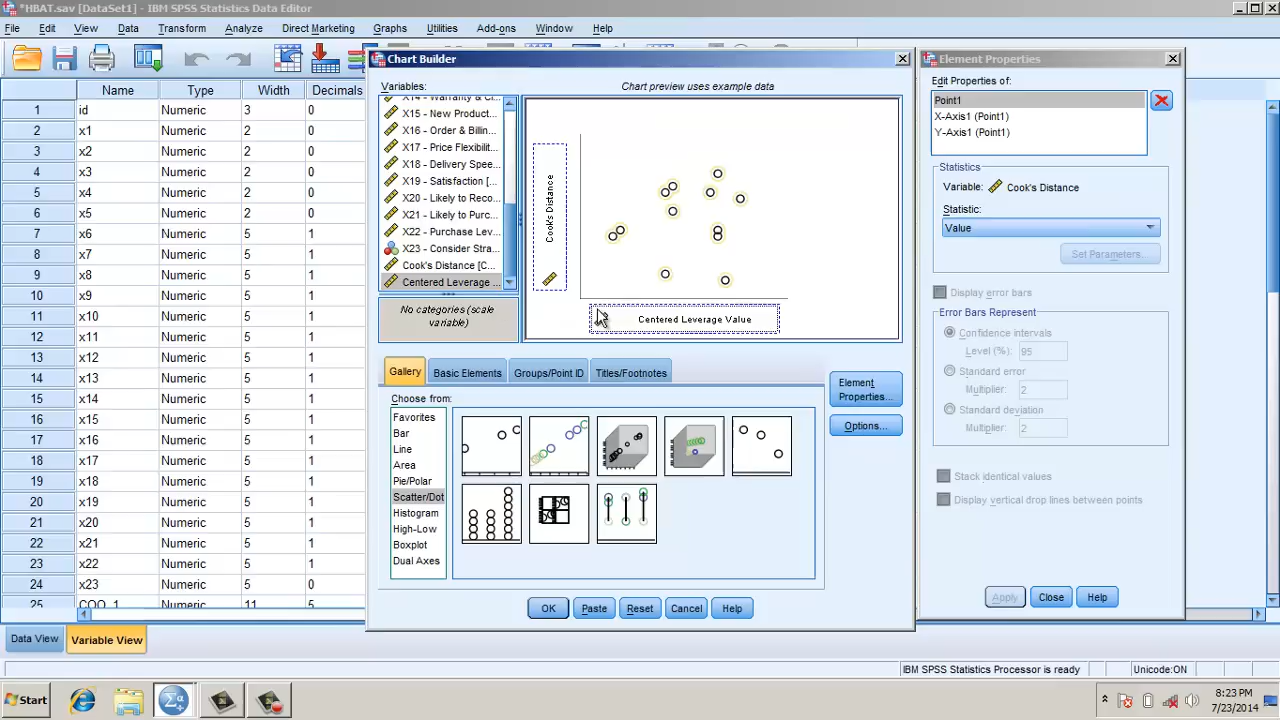 *HBAT.sav [DataSet1] - IBM SPSS Statistics Data Editor
File Edit View Data Transform Analyze Direct Marketing Graphs Utilities Add-ons Window Help
Name Type Width Decimals
1 id Numeric 3 0
2 x1 Numeric 2 0
3 x2 Numeric 2 0
4 x3 Numeric 2 0
5 x4 Numeric 2 0
6 x5 Numeric 2 0
7 x6 Numeric 5 1
8 x7 Numeric 5 1
9 x8 Numeric 5 1
10 x9 Numeric 5 1
11 x10 Numeric 5 1
12 x11 Numeric 5 1
13 x12 Numeric 5 1
14 x13 Numeric 5 1
15 x14 Numeric 5 1
16 x15 Numeric 5 1
17 x16 Numeric 5 1
18 x17 Numeric 5 1
19 x18 Numeric 5 1
20 x19 Numeric 5 1
21 x20 Numeric 5 1
22 x21 Numeric 5 1
23 x22 Numeric 5 1
24 x23 Numeric 5 0
25 COO_1 Numeric 11 5
Data View Variable View
Chart Builder
Variables:
X14 - Warranty & Cl...
X15 - New Product...
X16 - Order & Billin...
X17 - Price Flexibilit...
X18 - Delivery Spee...
X19 - Satisfaction [...
X20 - Likely to Reco...
X21 - Likely to Purc...
X22 - Purchase Lev...
X23 - Consider Stra...
Cook's Distance [C...
Centered Leverage ...
No categories (scale
variable)
Chart preview uses example data
Cook's Distance
Centered Leverage Value
Gallery Basic Elements Groups/Point ID Titles/Footnotes
Choose from:
Favorites
Bar
Line
Area
Pie/Polar
Scatter/Dot
Histogram
High-Low
Boxplot
Dual Axes
Element
Properties...
Options...
OK Paste Reset Cancel Help
Element Properties
Edit Properties of:
Point1
X-Axis1 (Point1)
Y-Axis1 (Point1)
Statistics
Variable: Cook's Distance
Statistic:
Value
Set Parameters...
Display error bars
Error Bars Represent
Confidence intervals
Level (%): 95
Standard error
Multiplier: 2
Standard deviation
Multiplier: 2
Stack identical values
Display vertical drop lines between points
Apply Close Help
IBM SPSS Statistics Processor is ready Unicode:ON
Start
8:23 PM
7/23/2014